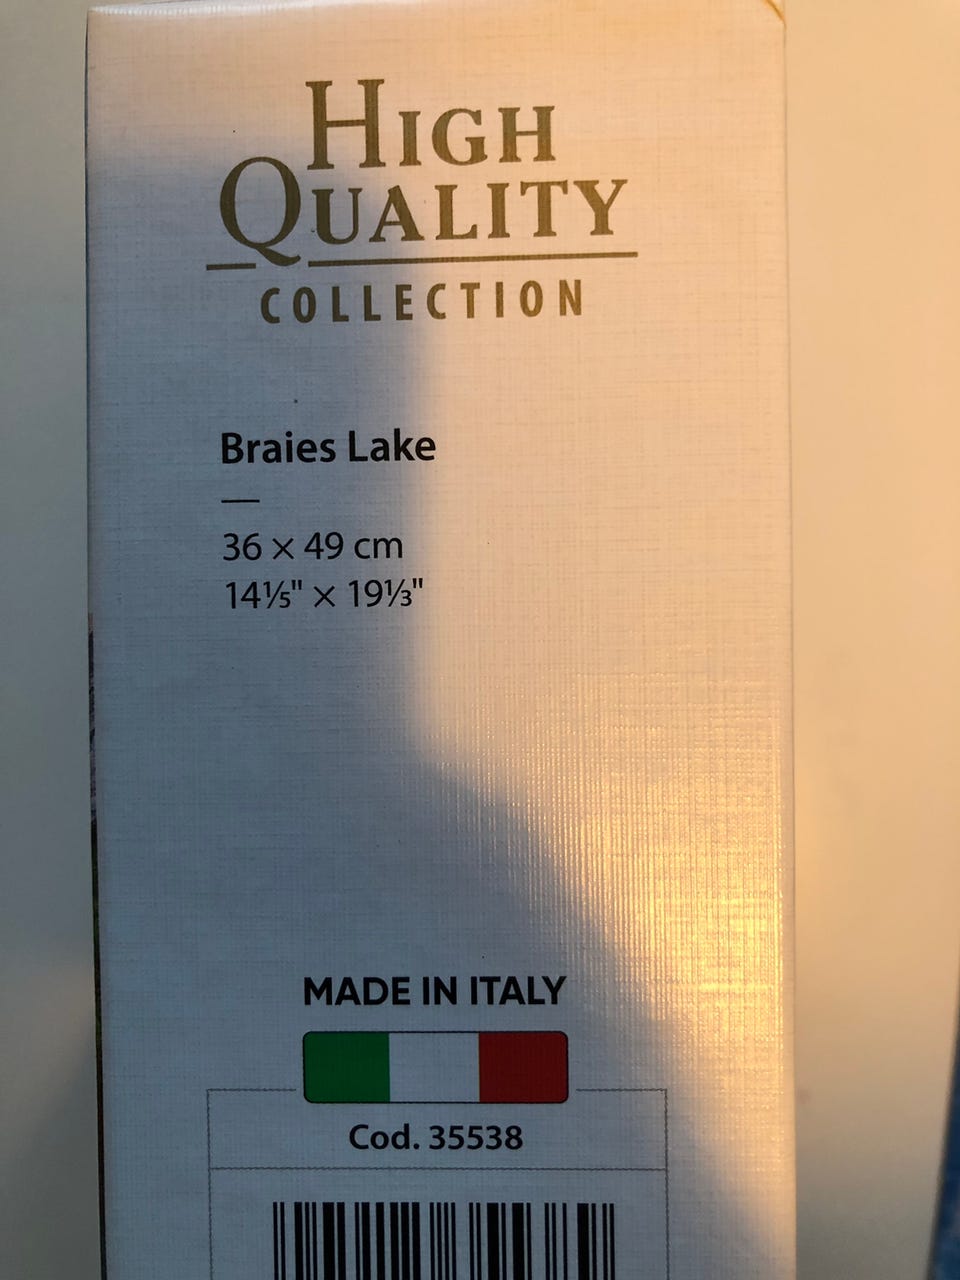 HIGH
QUALITY
COLLECTION
Braies Lake
—
36 × 49 cm
14⅕" × 19⅓"
MADE IN ITALY
Cod. 35538